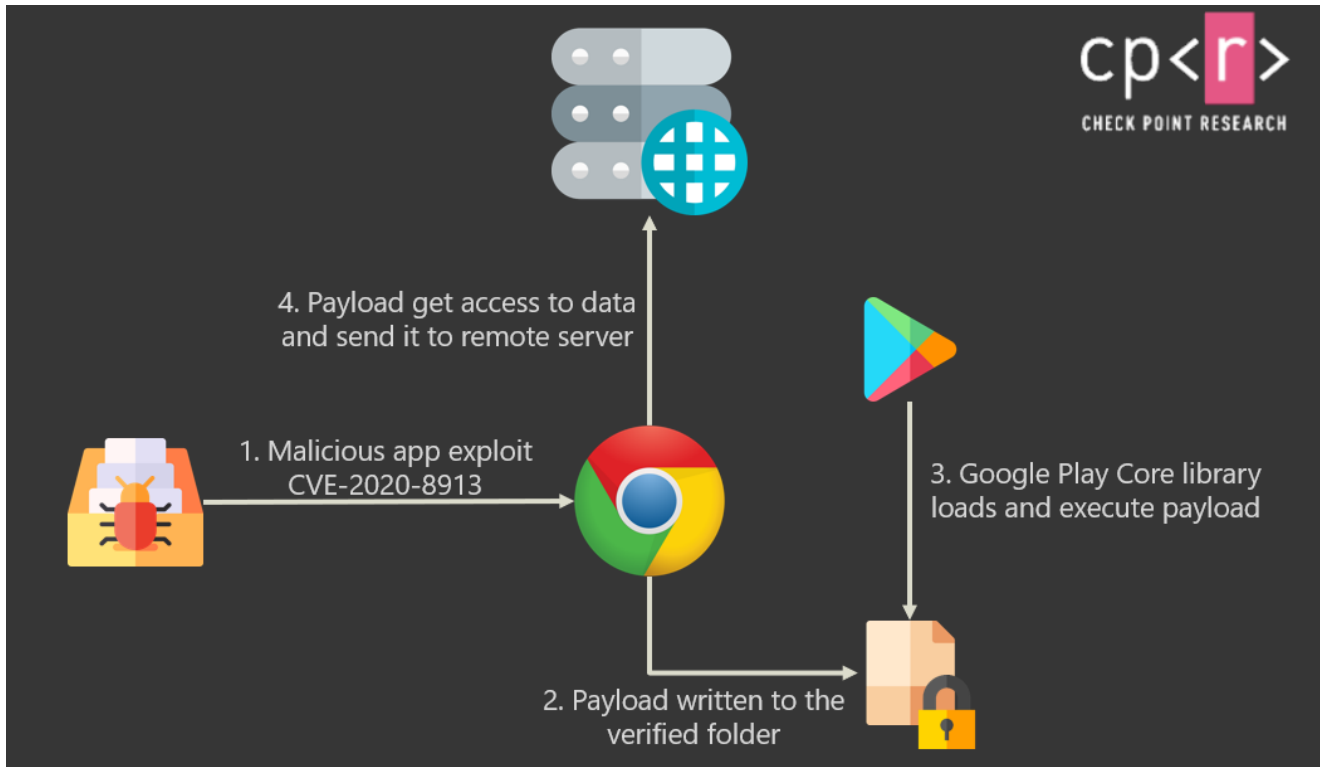 cp<r>
CHECK POINT RESEARCH
4. Payload get access to data
and send it to remote server
1. Malicious app exploit
CVE-2020-8913
3. Google Play Core library
loads and execute payload
2. Payload written to the
verified folder